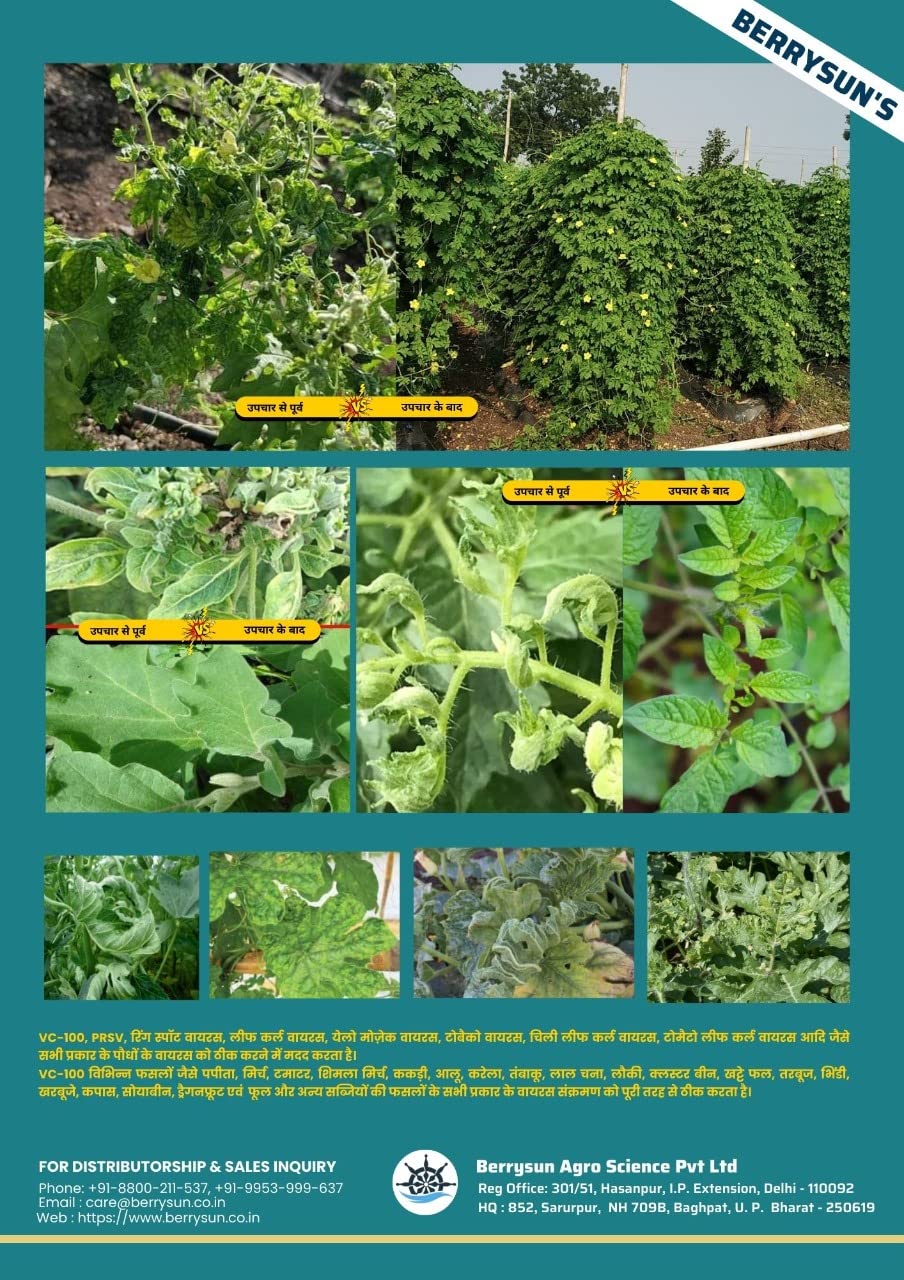 BERRYSUN'S
उपचार से पूर्व VS उपचार के बाद
उपचार से पूर्व VS उपचार के बाद
उपचार से पूर्व VS उपचार के बाद
VC-100, PRSV, रिंग स्पॉट वायरस, लीफ कर्ल वायरस, येलो मोज़ेक वायरस, टोबैको वायरस, चिली लीफ कर्ल वायरस, टोमैटो लीफ कर्ल वायरस आदि जैसे
सभी प्रकार के पौधों के वायरस को ठीक करने में मदद करता है।
VC-100 विभिन्न फसलों जैसे पपीता, मिर्च, टमाटर, शिमला मिर्च, ककड़ी, आलू, करेला, तंबाकू, लाल चना, लौकी, क्लस्टर बीन, खट्टे फल, तरबूज, भिंडी,
खरबूजे, कपास, सोयाबीन, ड्रैगनफ्रूट एवं फूल और अन्य सब्जियों की फसलों के सभी प्रकार के वायरस संक्रमण को पूरी तरह से ठीक करता है।
FOR DISTRIBUTORSHIP & SALES INQUIRY
Phone: +91-8800-211-537, +91-9953-999-637
Email : care@berrysun.co.in
Web : https://www.berrysun.co.in
Berrysun Agro Science Pvt Ltd
Reg Office: 301/51, Hasanpur, I.P. Extension, Delhi - 110092
HQ : 852, Sarurpur, NH 709B, Baghpat, U. P. Bharat - 250619